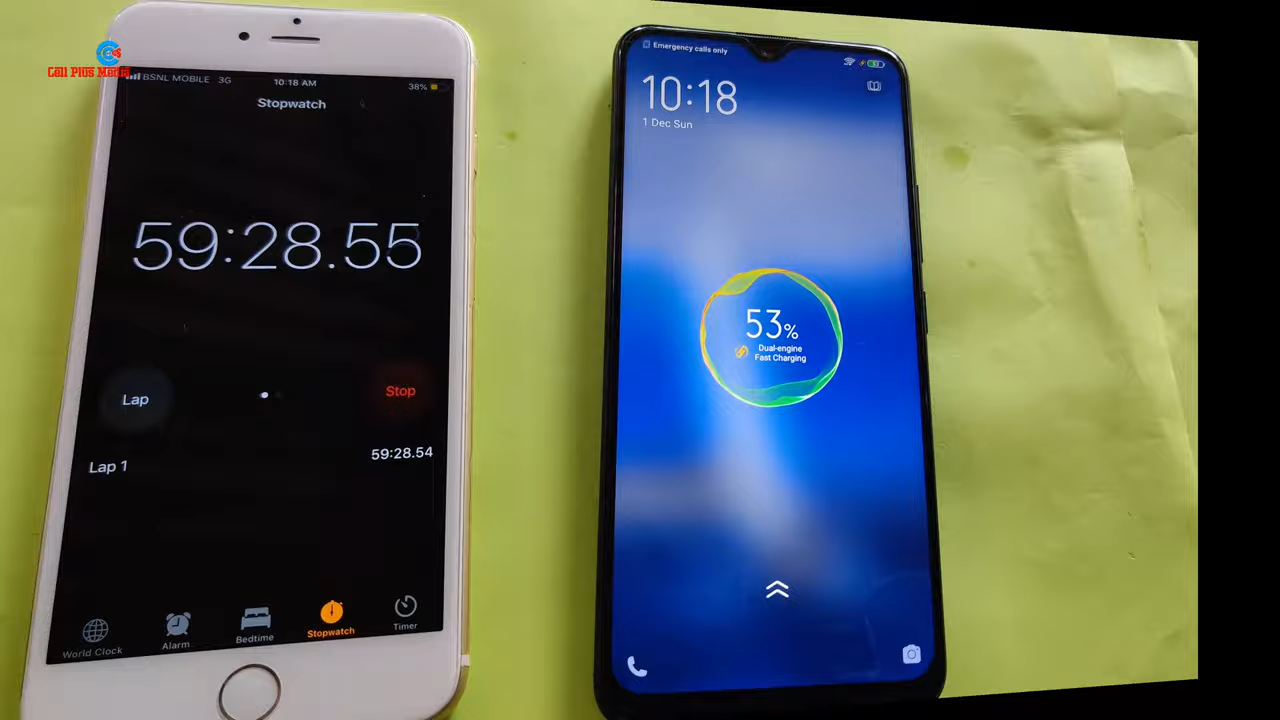 Cell Plus Media
BSNL MOBILE 3G
10:18 AM
38%
Stopwatch
59:28.55
Lap
Stop
Lap 1
59:28.54
World Clock
Alarm
Bedtime
Stopwatch
Timer
Emergency calls only
53
10:18
1 Dec Sun
53%
Dual-engine
Fast Charging